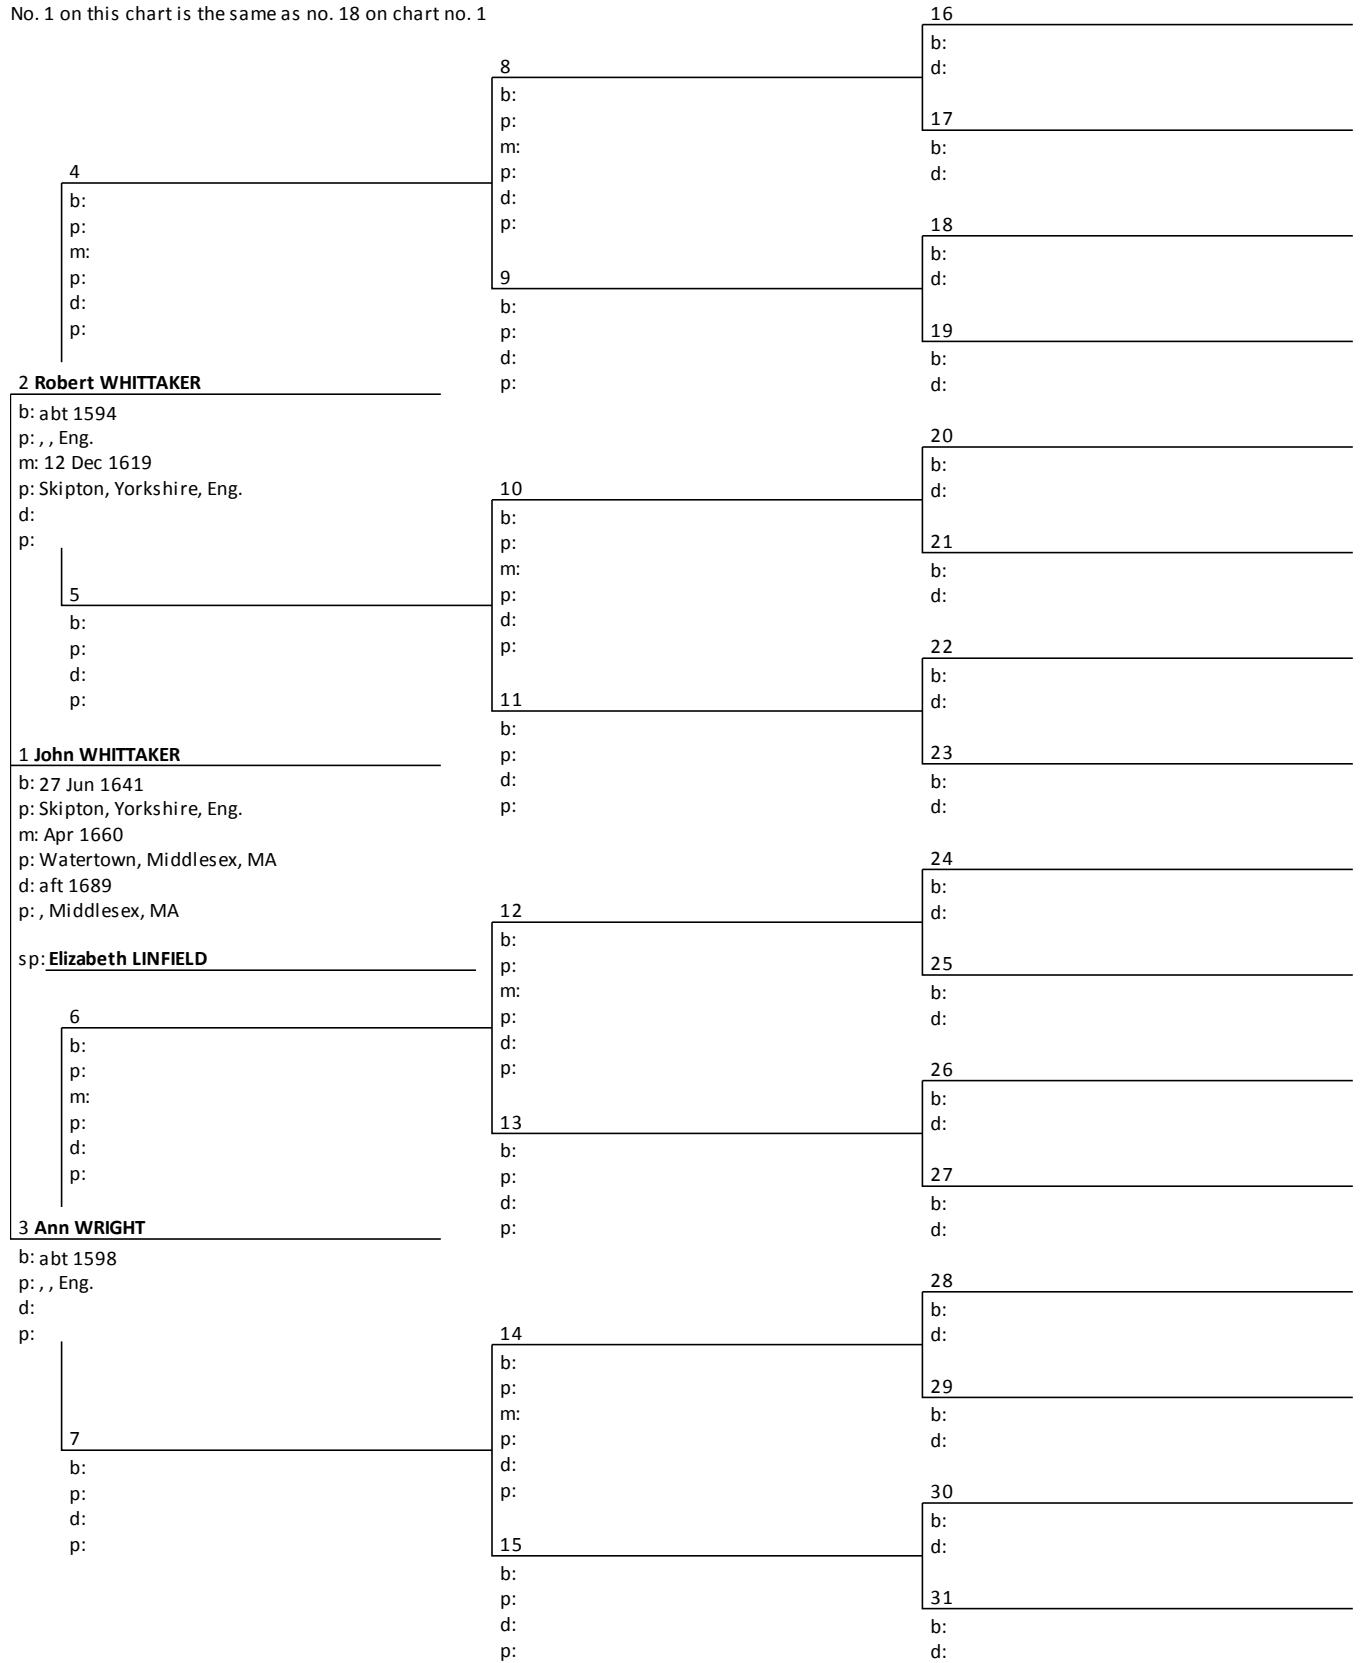 No. 1 on this chart is the same as no. 18 on chart no. 1
16
b:
d:
8
b:
p:
m:
p:
d:
p:
17
b:
d:
4
b:
p:
m:
p:
d:
p:
18
b:
d:
9
b:
p:
d:
p:
19
b:
d:
2 Robert WHITTAKER
b: abt 1594
p: , , Eng.
m: 12 Dec 1619
p: Skipton, Yorkshire, Eng.
d:
p:
20
b:
d:
10
b:
p:
m:
p:
d:
p:
21
b:
d:
5
b:
p:
d:
p:
22
b:
d:
11
b:
p:
d:
p:
23
b:
d:
1 John WHITTAKER
b: 27 Jun 1641
p: Skipton, Yorkshire, Eng.
m: Apr 1660
p: Watertown, Middlesex, MA
d: aft 1689
p: , Middlesex, MA
sp: Elizabeth LINFIELD
24
b:
d:
12
b:
p:
m:
p:
d:
p:
25
b:
d:
6
b:
p:
m:
p:
d:
p:
26
b:
d:
13
b:
p:
d:
p:
27
b:
d:
3 Ann WRIGHT
b: abt 1598
p: , , Eng.
d:
p:
28
b:
d:
14
b:
p:
m:
p:
d:
p:
29
b:
d:
7
b:
p:
d:
p:
30
b:
d:
15
b:
p:
d:
p:
31
b:
d: